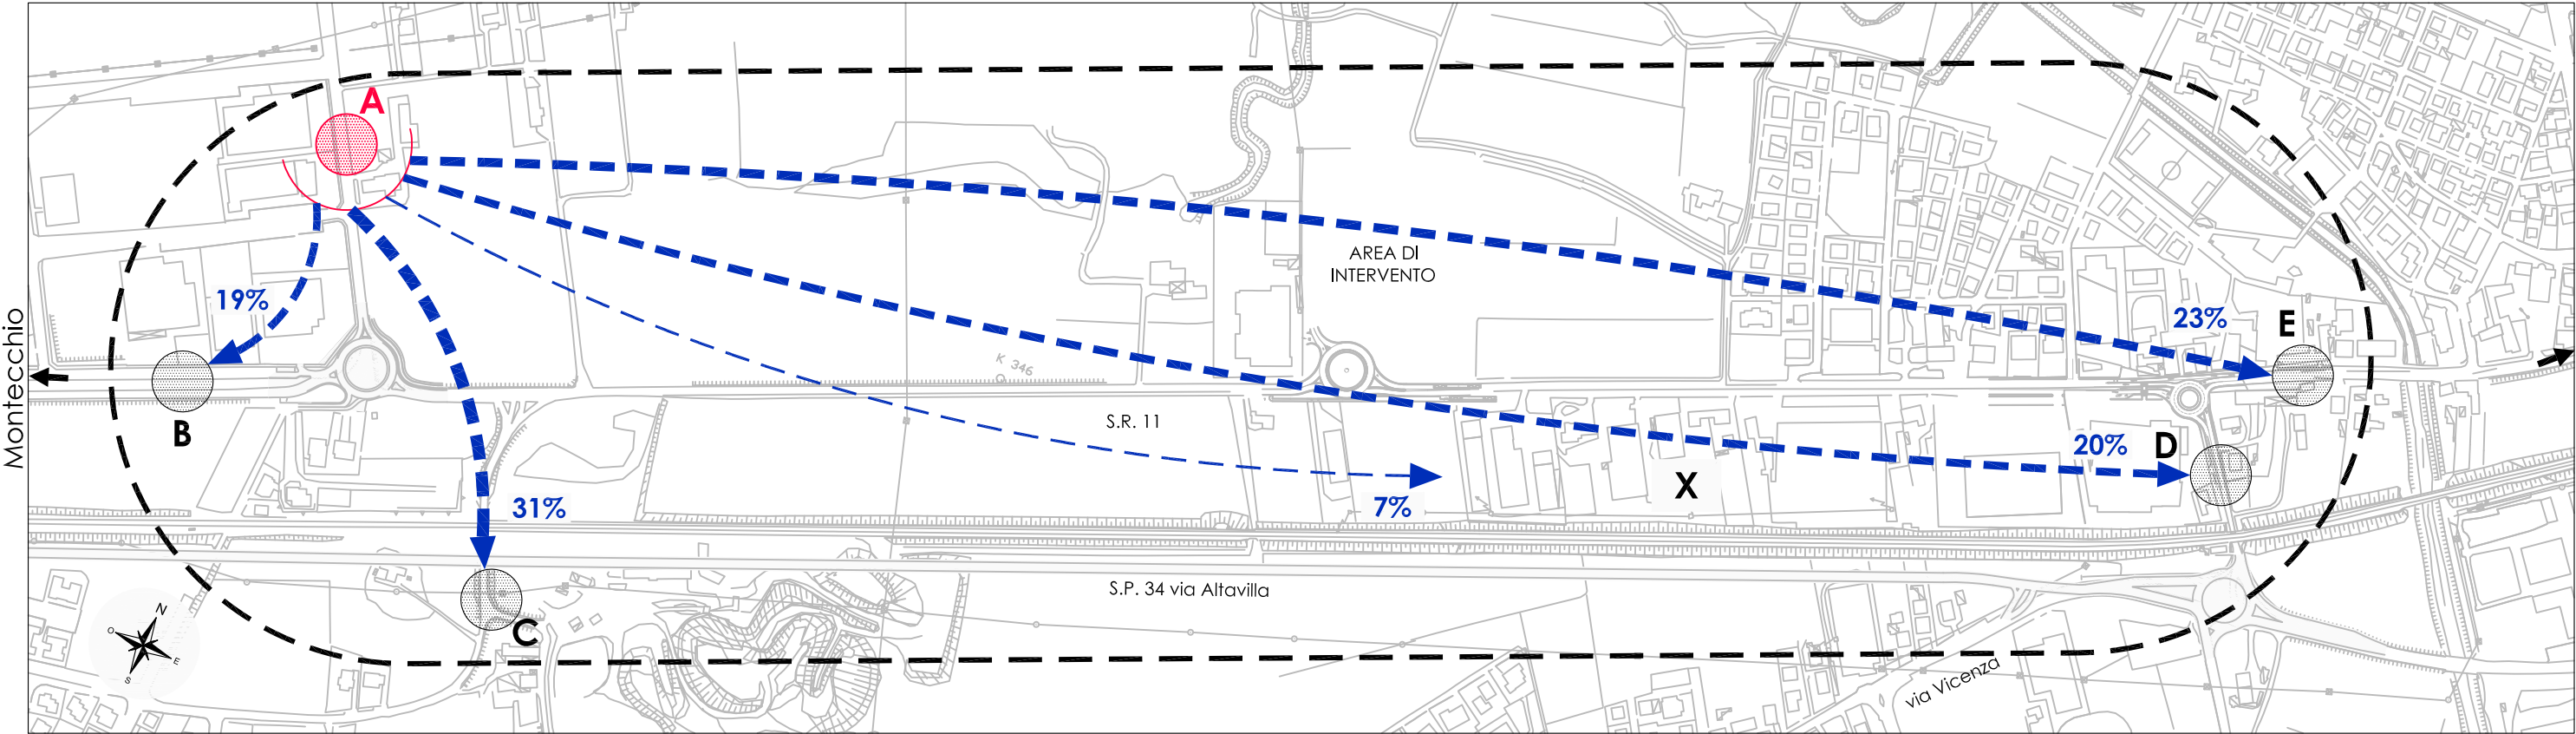 A
19%
AREA DI
INTERVENTO
23%
E
Montecchio
K 346
B
S.R. 11
20%
D
31%
7%
X
S.P. 34 via Altavilla
C
N
O
E
S
via Vicenza